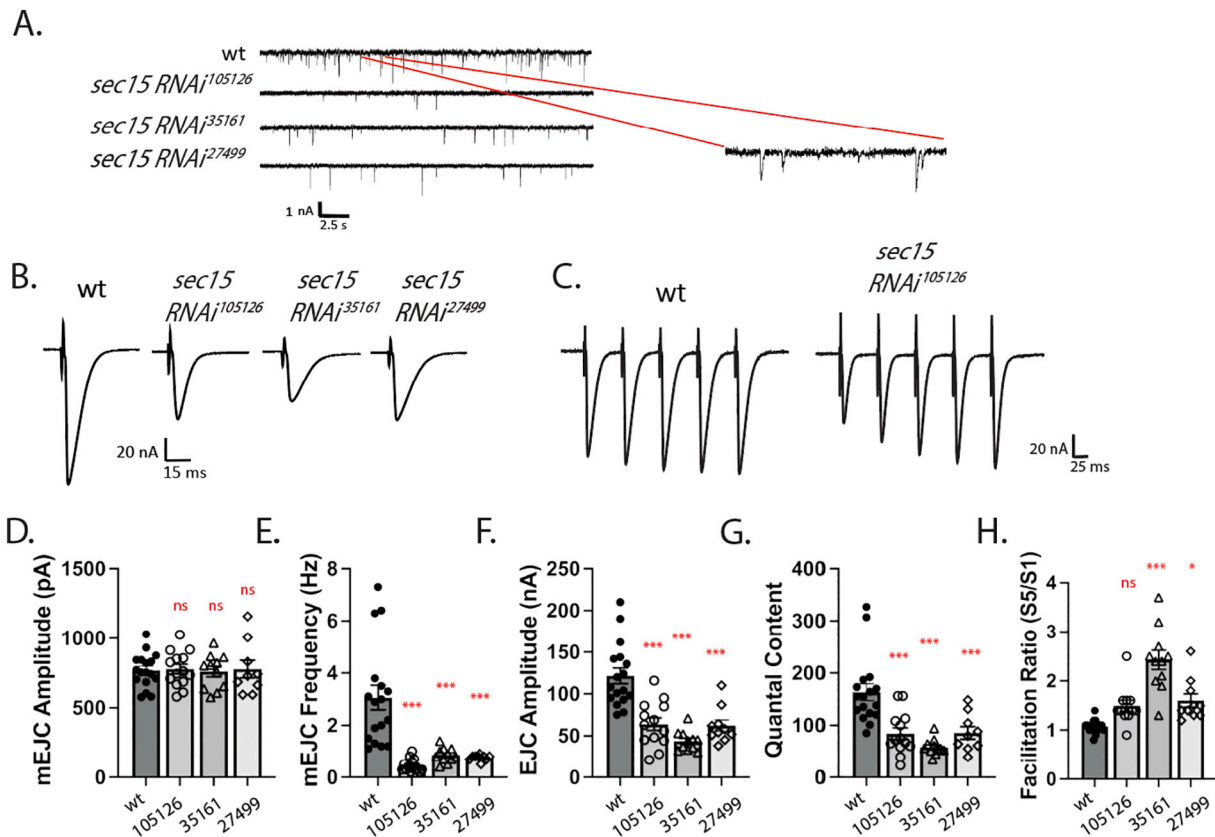 A.
wt
sec15 RNAi105126
sec15 RNAi35161
sec15 RNAi27499
1 nA
2.5 s
B.
wt
sec15
RNAi105126
sec15
RNAi35161
sec15
RNAi27499
20 nA
15 ms
C.
wt
sec15
RNAi105126
20 nA
25 ms
D.
mEJC Amplitude (pA)
1500
1000
500
0
ns
ns
ns
wt
105126
35161
27499
E.
mEJC Frequency (Hz)
8
6
4
2
0
***
***
***
wt
105126
35161
27499
F.
EJC Amplitude (nA)
250
200
150
100
50
0
***
***
***
wt
105126
35161
27499
G.
Quantal Content
400
300
200
100
0
***
***
***
wt
105126
35161
27499
H.
Facilitation Ratio (S5/S1)
4
3
2
1
0
ns
***
*
wt
105126
35161
27499